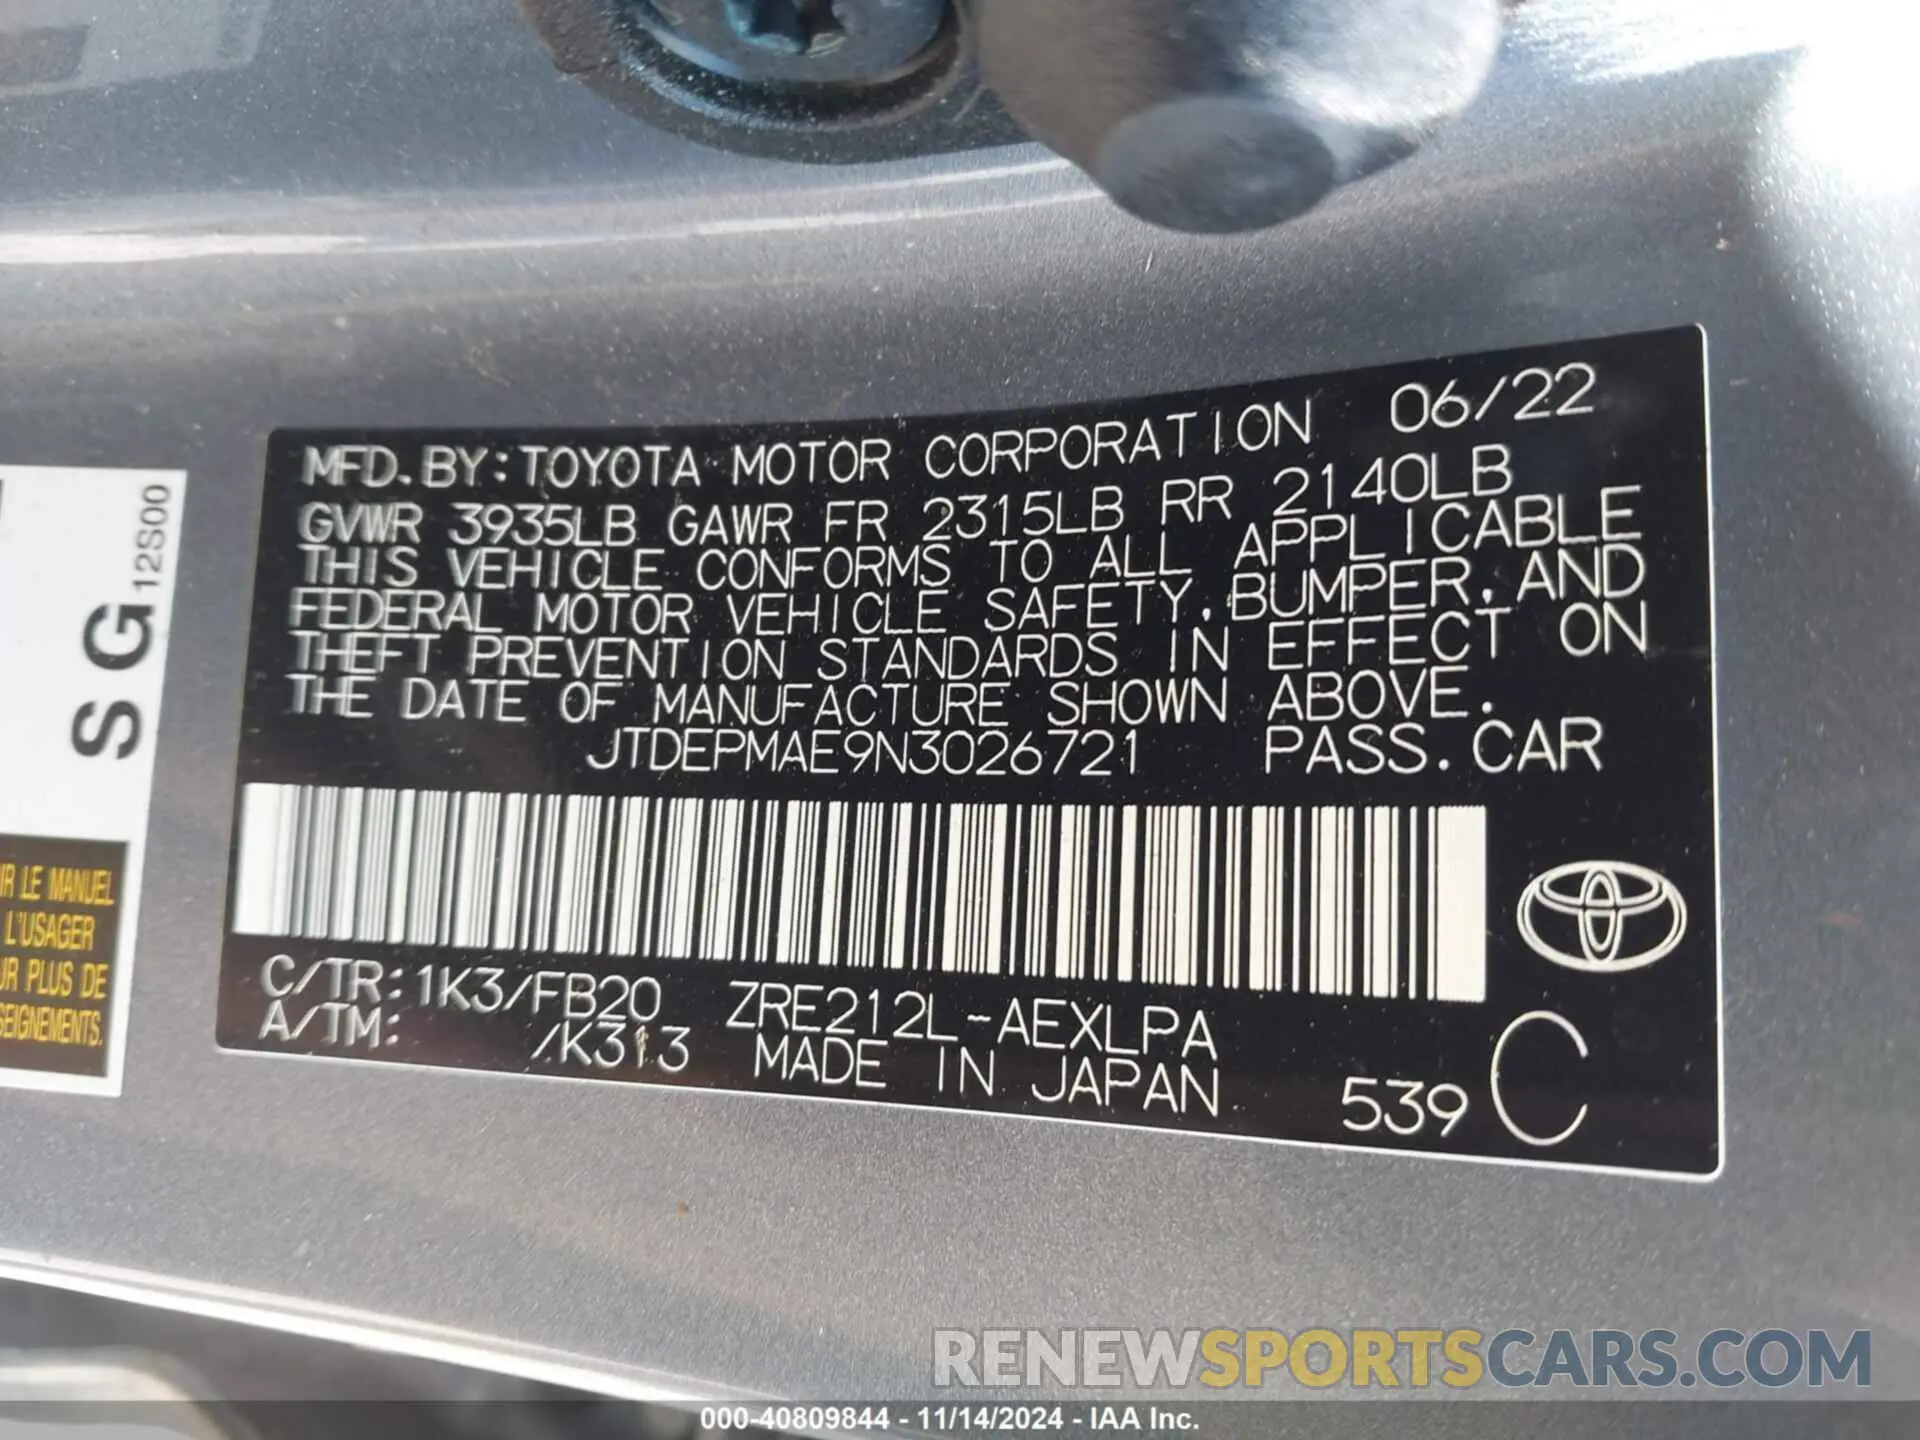 MFD. BY: TOYOTA MOTOR CORPORATION 06/22
GVWR 3935LB GAWR FR 2315LB RR 2140LB
THIS VEHICLE CONFORMS TO ALL APPLICABLE
FEDERAL MOTOR VEHICLE SAFETY, BUMPER, AND
THEFT PREVENTION STANDARDS IN EFFECT ON
THE DATE OF MANUFACTURE SHOWN ABOVE.
JTDEPMAE9N3026721 PASS. CAR
C/TR: 1K3/FB20 ZRE212L-AEXLPA
A/TM: /K313 MADE IN JAPAN
539 C
SG 12S00
LE MANUEL
L'USAGER
PLUS DE
RENEWSPORTSCARS.COM
000-40809844 - 11/14/2024 - IAA Inc.